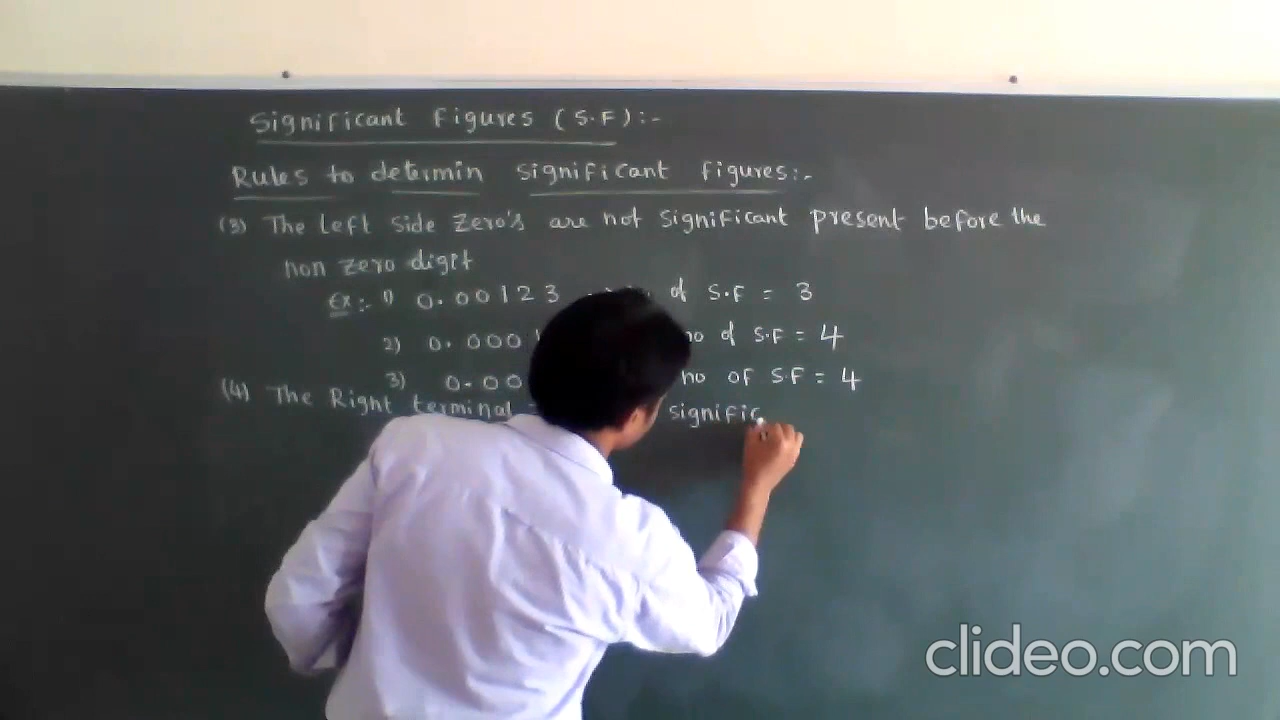 Significant Figures (S.F):-
Rules to determin significant figures:-
(3) The Left Side Zero's are not significant present before the
non zero digit
Ex:- 1) 0.00123 of S.F = 3
2) 0.000 no of S.F = 4
3) 0.00 no of S.F = 4
(4) The Right terminal signific
clideo.com